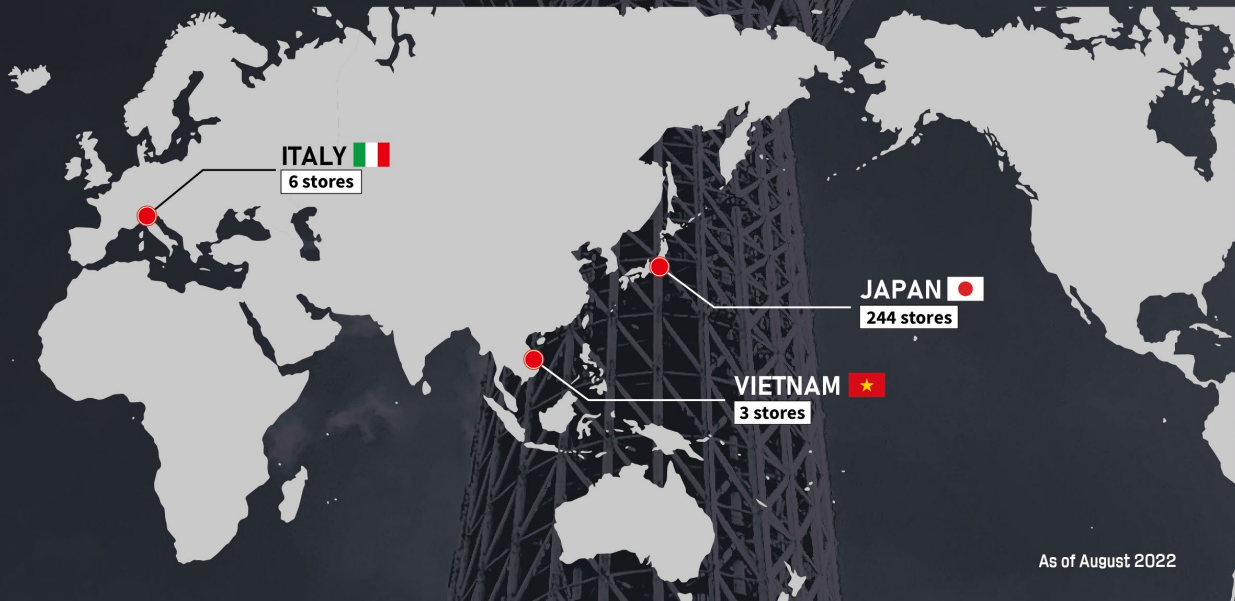 ITALY
6 stores
JAPAN
244 stores
VIETNAM
3 stores
As of August 2022